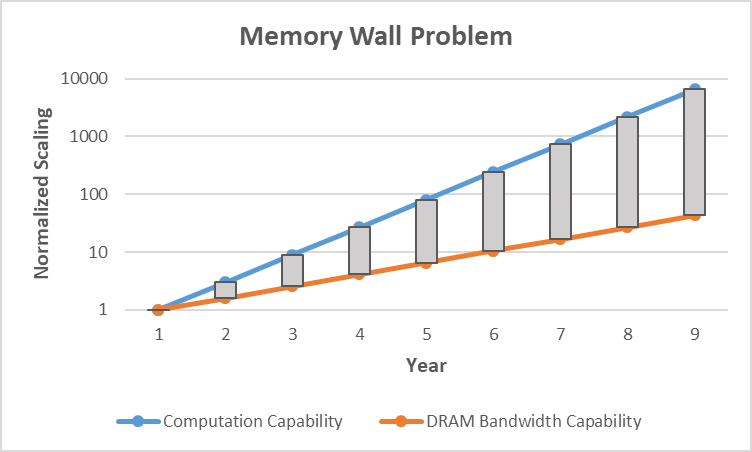 Memory Wall Problem
10000
1000
100
10
1
Normalized Scaling
1 2 3 4 5 6 7 8 9
Year
Computation Capability DRAM Bandwidth Capability